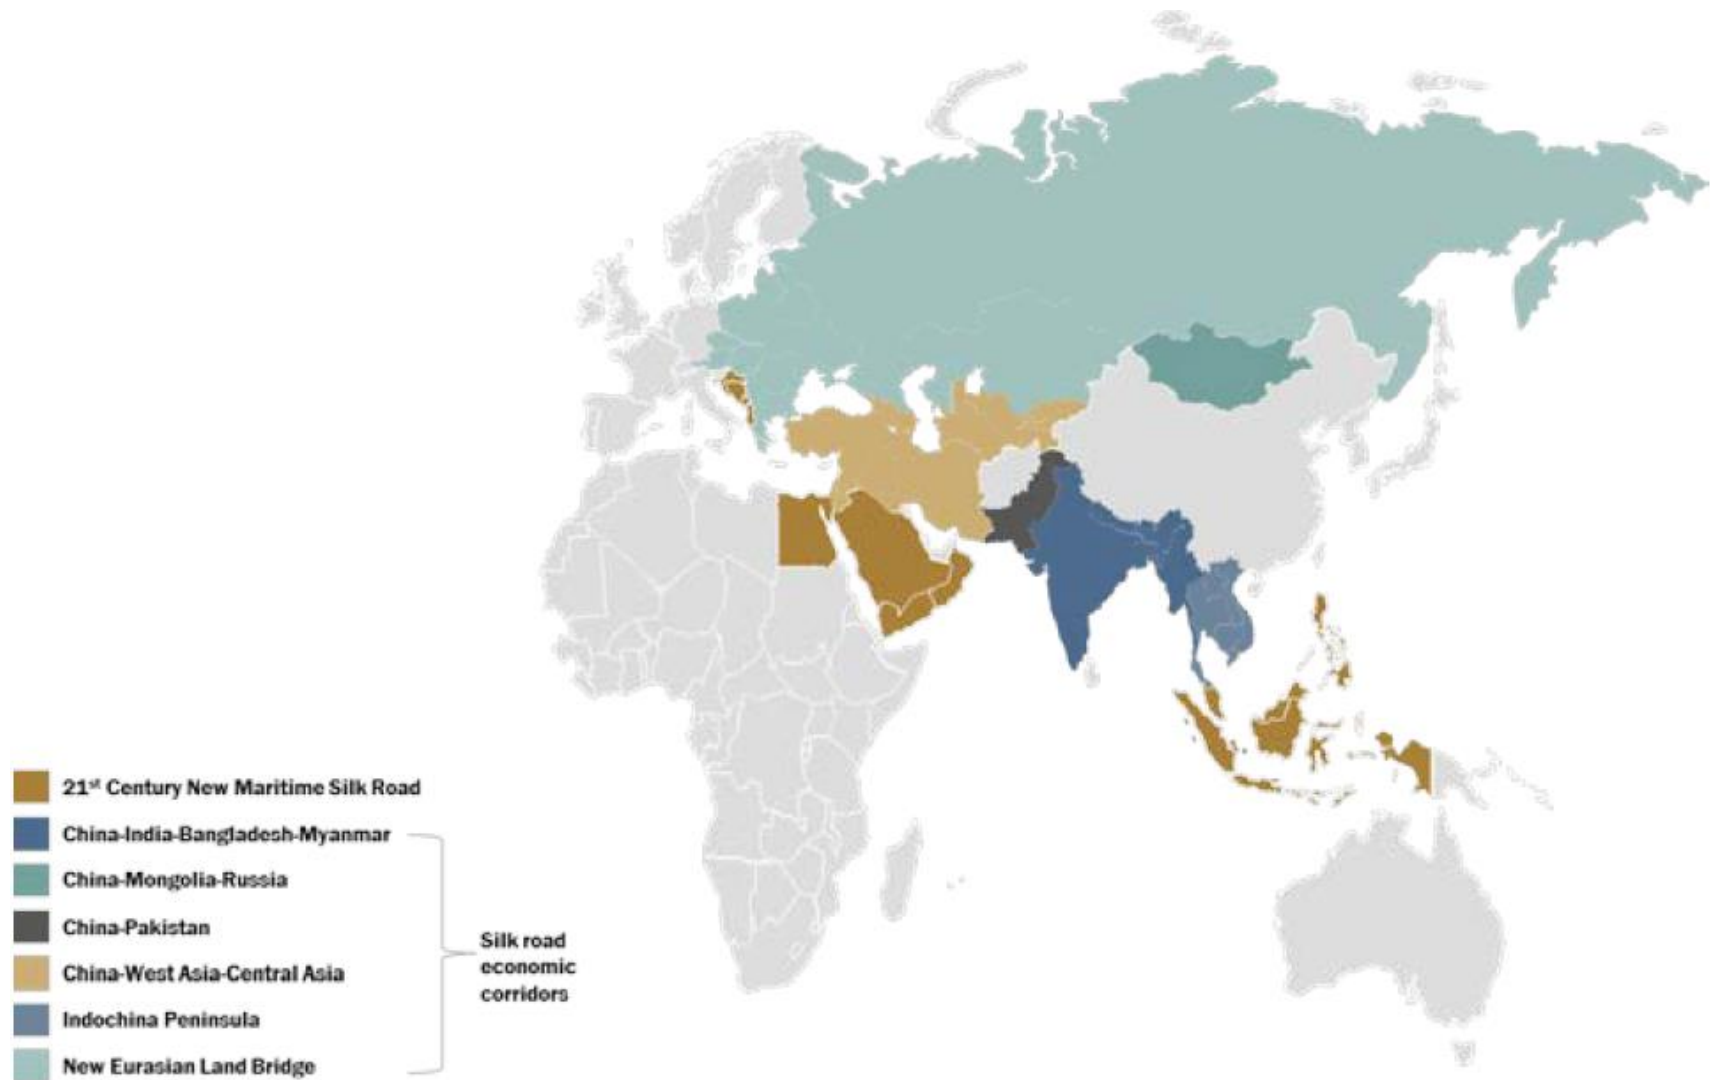 21st Century New Maritime Silk Road
China-India-Bangladesh-Myanmar
China-Mongolia-Russia
China-Pakistan
China-West Asia-Central Asia
Indochina Peninsula
New Eurasian Land Bridge
Silk road
economic
corridors